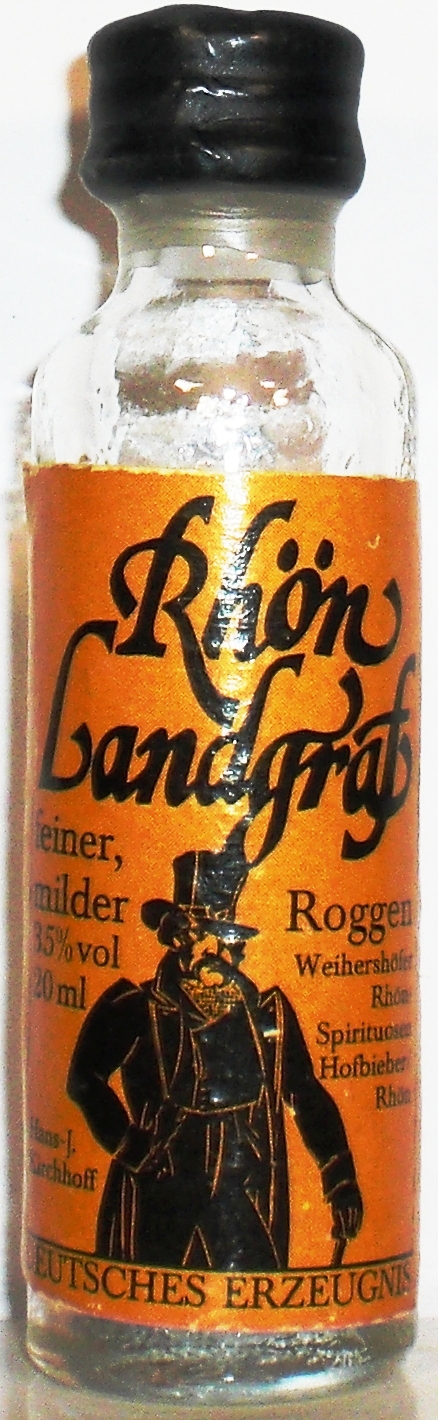 Rhön
Landgraf
feiner,
milder
35% vol
20 ml
Roggen
Weihershöfer
Rhön-
Spirituosen
Hofbieber/
Rhön
Hans-J.
Kirchhoff
DEUTSCHES ERZEUGNIS